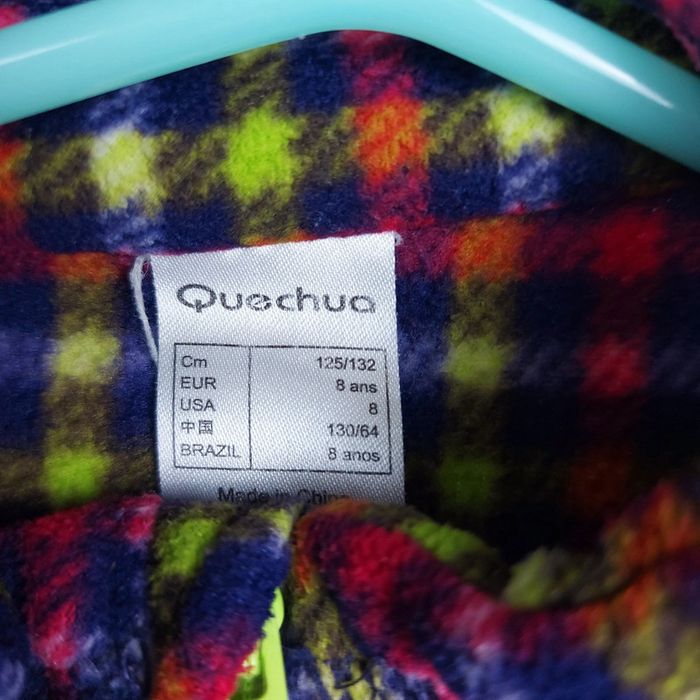 Quechua
Cm 125/132
EUR 8 ans
USA 8
中国 130/64
BRAZIL 8 anos
Made in China